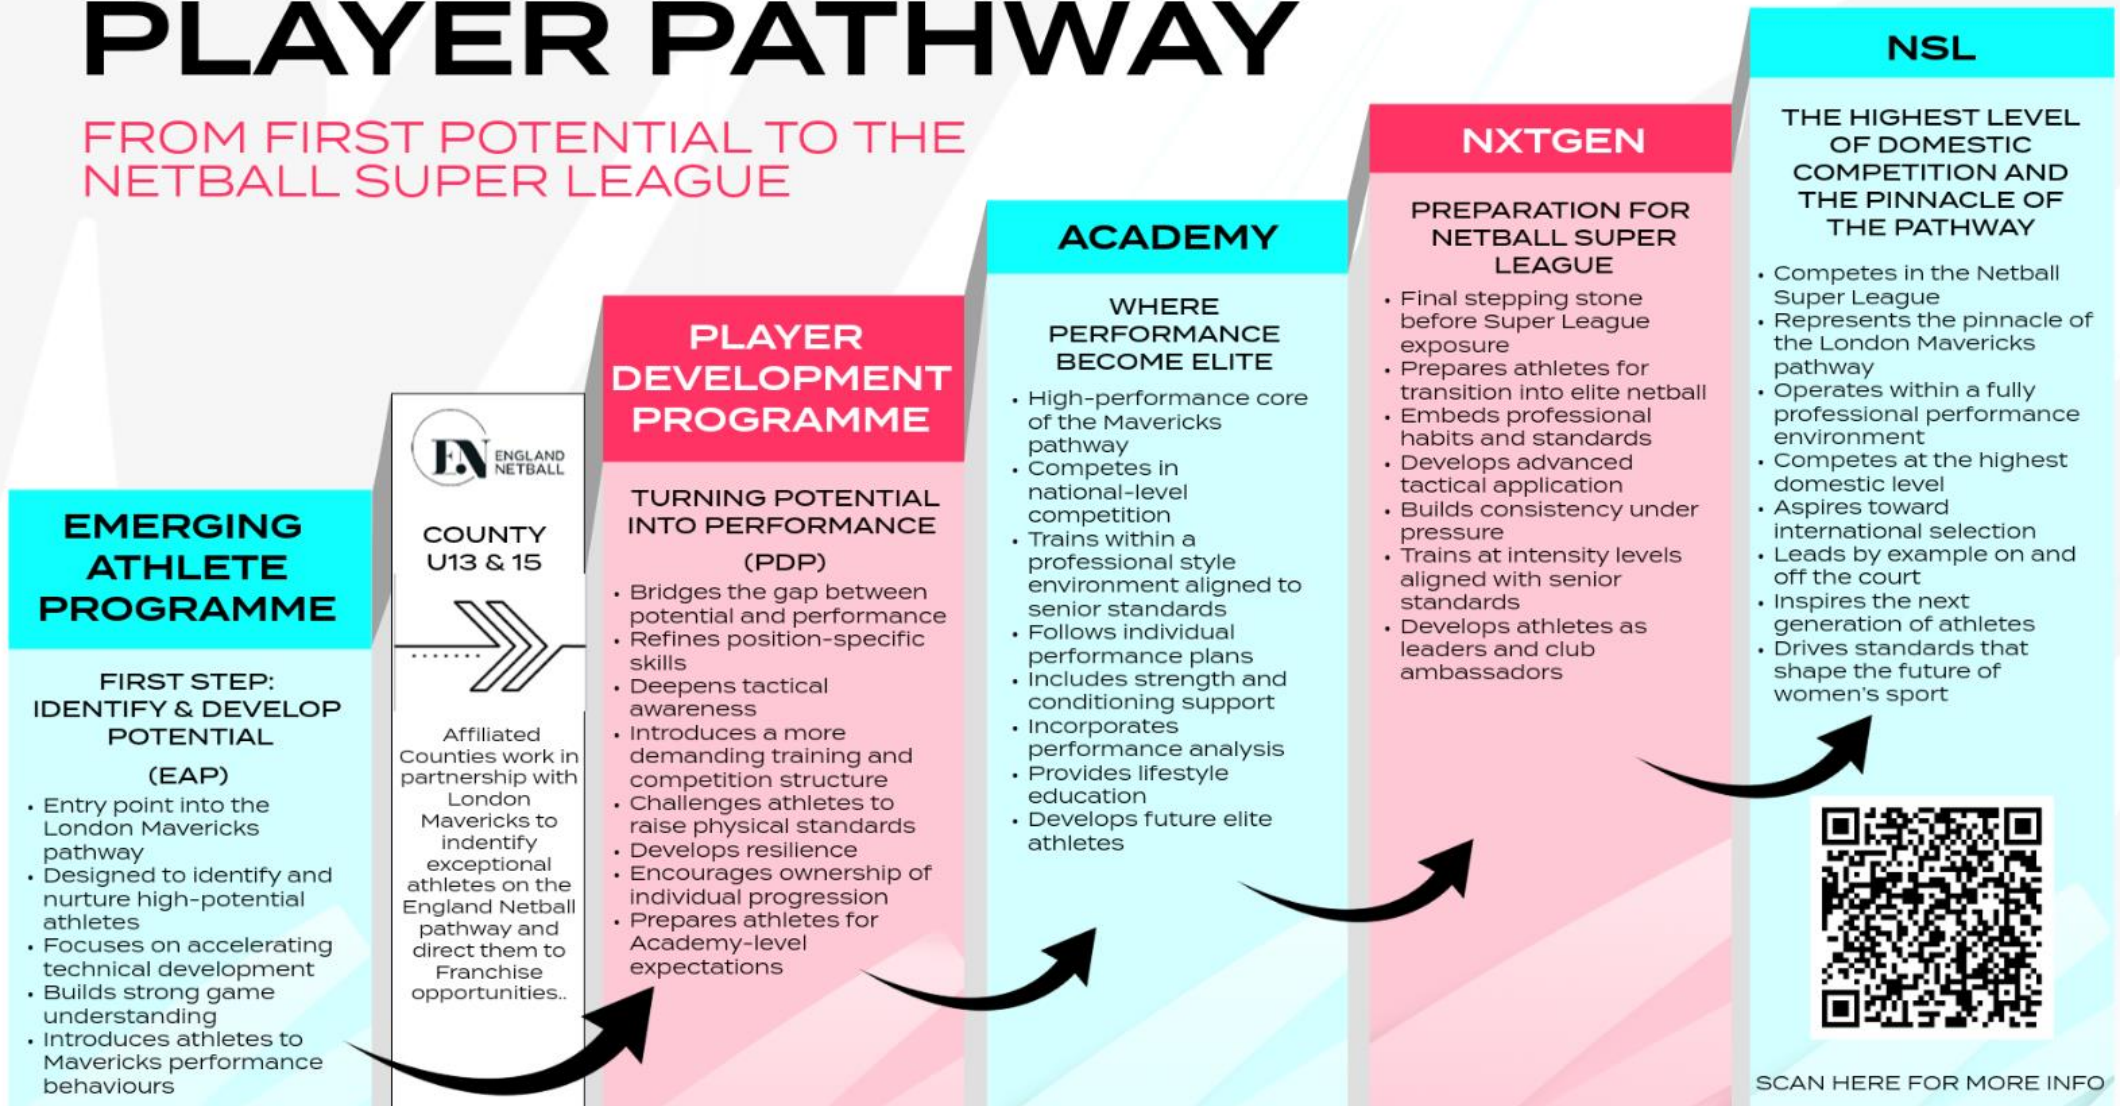 PLAYER PATHWAY
FROM FIRST POTENTIAL TO THE
NETBALL SUPER LEAGUE
EMERGING
ATHLETE
PROGRAMME
FIRST STEP:
IDENTIFY & DEVELOP
POTENTIAL
(EAP)
• Entry point into the
London Mavericks
pathway
• Designed to identify and
nurture high-potential
athletes
• Focuses on accelerating
technical development
• Builds strong game
understanding
• Introduces athletes to
Mavericks performance
behaviours
EN ENGLAND
NETBALL
COUNTY
U13 & 15
Affiliated
Counties work in
partnership with
London
Mavericks to
indentify
exceptional
athletes on the
England Netball
pathway and
direct them to
Franchise
opportunities..
PLAYER
DEVELOPMENT
PROGRAMME
TURNING POTENTIAL
INTO PERFORMANCE
(PDP)
• Bridges the gap between
potential and performance
• Refines position-specific
skills
• Deepens tactical
awareness
• Introduces a more
demanding training and
competition structure
• Challenges athletes to
raise physical standards
• Develops resilience
• Encourages ownership of
individual progression
• Prepares athletes for
Academy-level
expectations
ACADEMY
WHERE
PERFORMANCE
BECOME ELITE
• High-performance core
of the Mavericks
pathway
• Competes in
national-level
competition
• Trains within a
professional style
environment aligned to
senior standards
• Follows individual
performance plans
• Includes strength and
conditioning support
• Incorporates
performance analysis
• Provides lifestyle
education
• Develops future elite
athletes
NXTGEN
PREPARATION FOR
NETBALL SUPER
LEAGUE
• Final stepping stone
before Super League
exposure
• Prepares athletes for
transition into elite netball
• Embeds professional
habits and standards
• Develops advanced
tactical application
• Builds consistency under
pressure
• Trains at intensity levels
aligned with senior
standards
• Develops athletes as
leaders and club
ambassadors
NSL
THE HIGHEST LEVEL
OF DOMESTIC
COMPETITION AND
THE PINNACLE OF
THE PATHWAY
• Competes in the Netball
Super League
• Represents the pinnacle of
the London Mavericks
pathway
• Operates within a fully
professional performance
environment
• Competes at the highest
domestic level
• Aspires toward
international selection
• Leads by example on and
off the court
• Inspires the next
generation of athletes
• Drives standards that
shape the future of
women's sport
SCAN HERE FOR MORE INFO